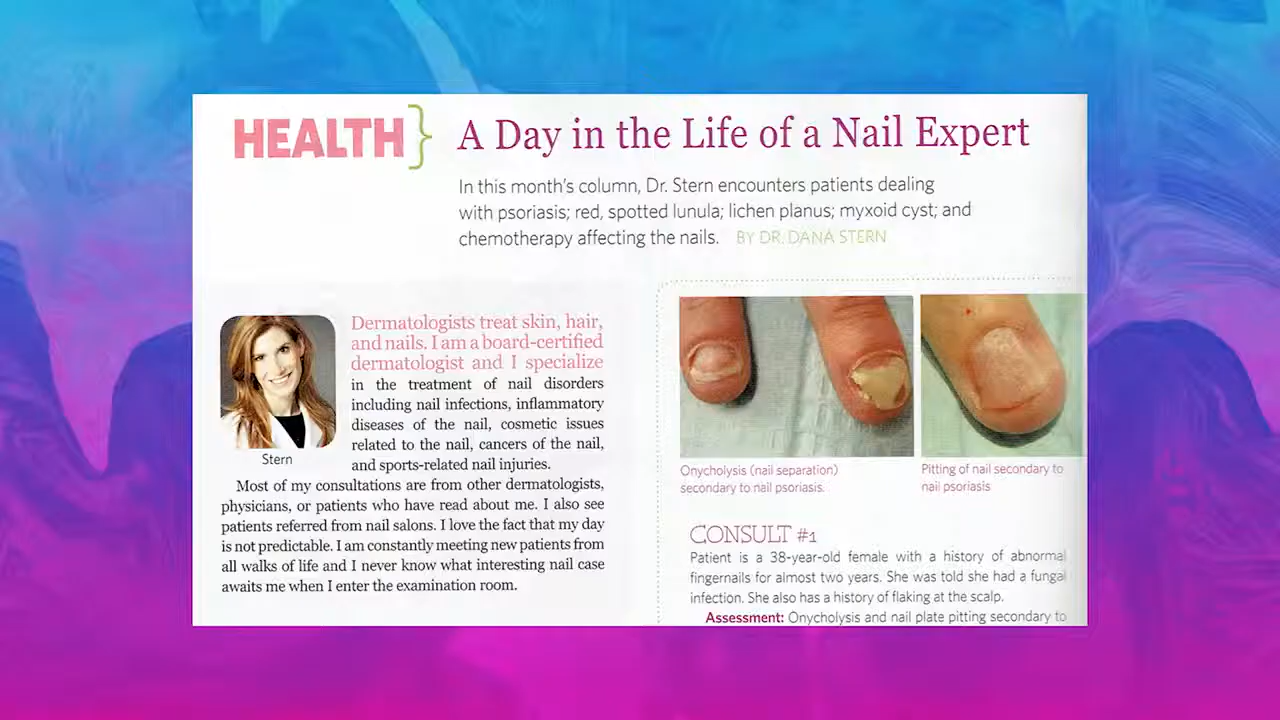 HEALTH}
A Day in the Life of a Nail Expert
In this month's column, Dr. Stern encounters patients dealing
with psoriasis; red, spotted lunula; lichen planus; myxoid cyst; and
chemotherapy affecting the nails. BY DR. DANA STERN
Stern
Dermatologists treat skin, hair,
and nails. I am a board-certified
dermatologist and I specialize
in the treatment of nail disorders
including nail infections, inflammatory
diseases of the nail, cosmetic issues
related to the nail, cancers of the nail,
and sports-related nail injuries.
Most of my consultations are from other dermatologists,
physicians, or patients who have read about me. I also see
patients referred from nail salons. I love the fact that my day
is not predictable. I am constantly meeting new patients from
all walks of life and I never know what interesting nail case
awaits me when I enter the examination room.
Onycholysis (nail separation)
secondary to nail psoriasis.
Pitting of nail secondary to
nail psoriasis
CONSULT #1
Patient is a 38-year-old female with a history of abnormal
fingernails for almost two years. She was told she had a fungal
infection. She also has a history of flaking at the scalp.
Assessment: Onycholysis and nail plate pitting secondary to